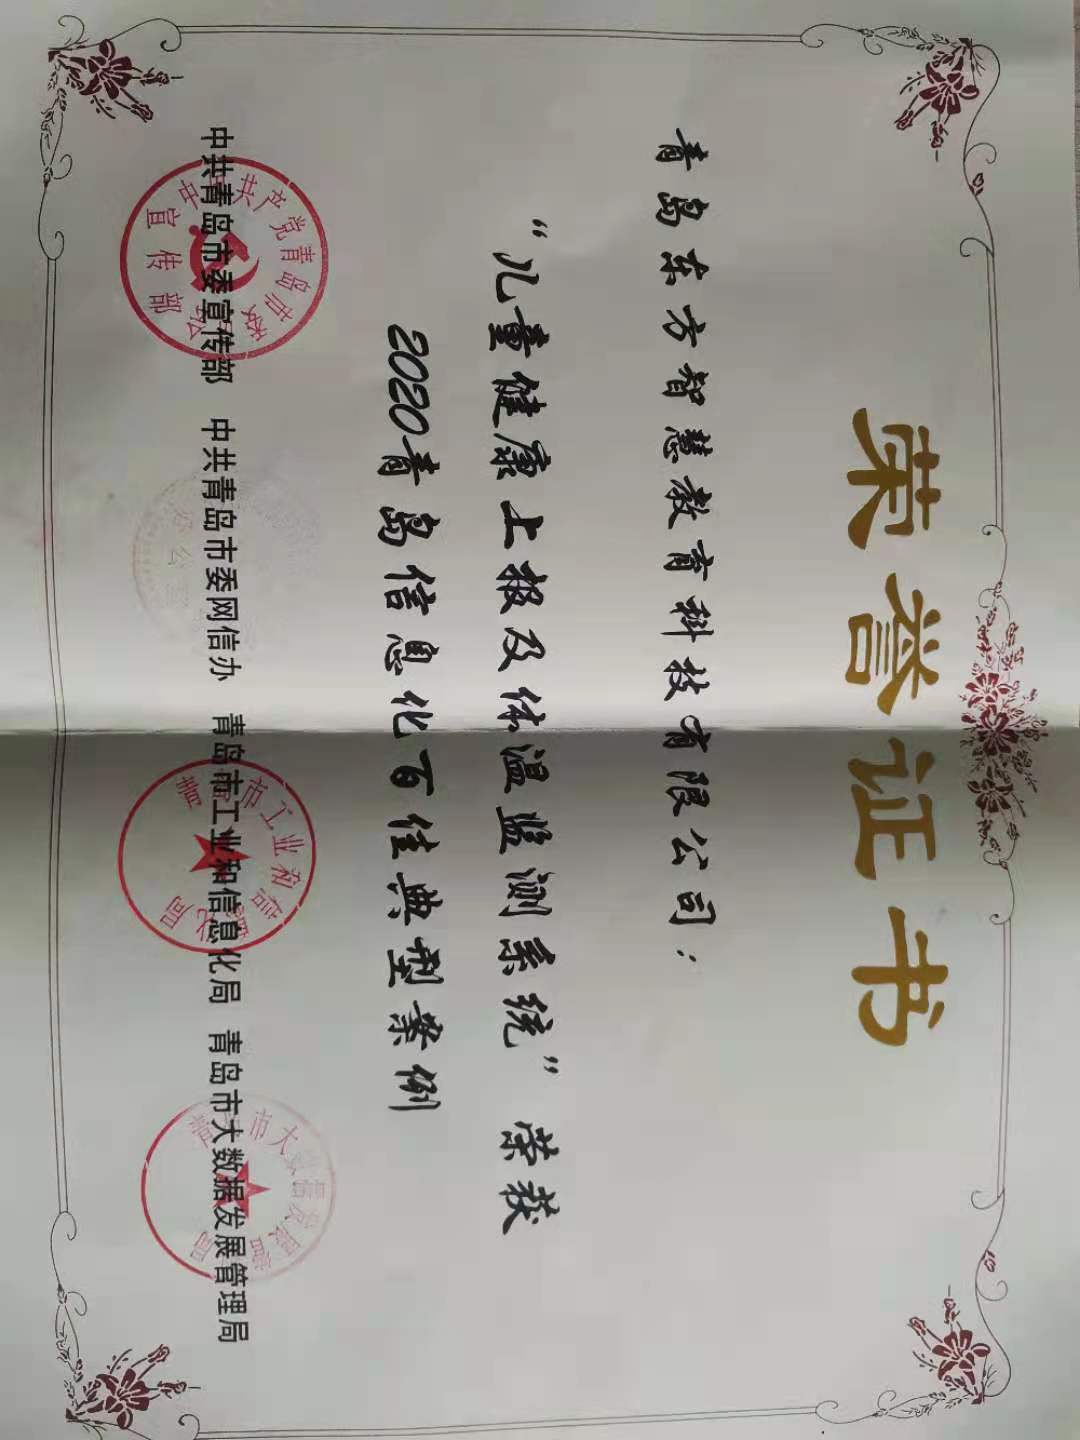 荣誉证书
青岛东方智慧教育科技有限公司：
“儿童健康上报及体温监测系统”荣获
2020青岛信息化百佳典型案例
中共青岛市委宣传部 中共青岛市委网信办 青岛市工业和信息化局 青岛市大数据发展管理局